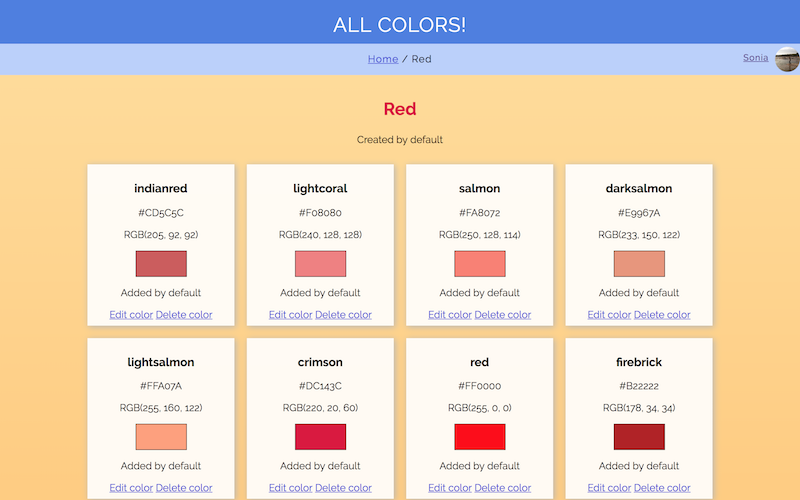 ALL COLORS!
Home / Red
Sonia
Red
Created by default
indianred
#CD5C5C
RGB(205, 92, 92)
Added by default
Edit color Delete color
lightcoral
#F08080
RGB(240, 128, 128)
Added by default
Edit color Delete color
salmon
#FA8072
RGB(250, 128, 114)
Added by default
Edit color Delete color
darksalmon
#E9967A
RGB(233, 150, 122)
Added by default
Edit color Delete color
lightsalmon
#FFA07A
RGB(255, 160, 122)
Added by default
Edit color Delete color
crimson
#DC143C
RGB(220, 20, 60)
Added by default
Edit color Delete color
red
#FF0000
RGB(255, 0, 0)
Added by default
Edit color Delete color
firebrick
#B22222
RGB(178, 34, 34)
Added by default
Edit color Delete color